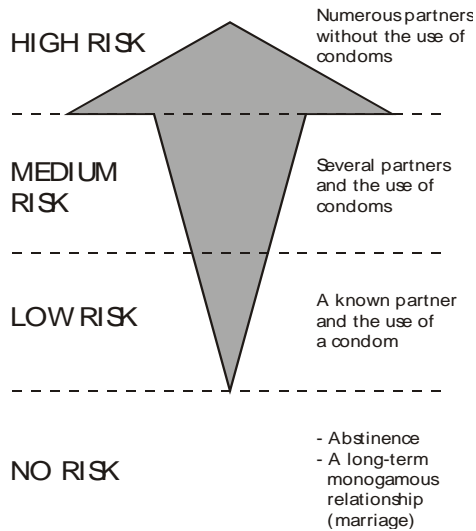 HIGH RISK
Numerous partners
without the use of
condoms
MEDIUM
RISK
Several partners
and the use of
condoms
LOW RISK
A known partner
and the use of
a condom
NO RISK
- Abstinence
- A long-term
monogamous
relationship
(marriage)